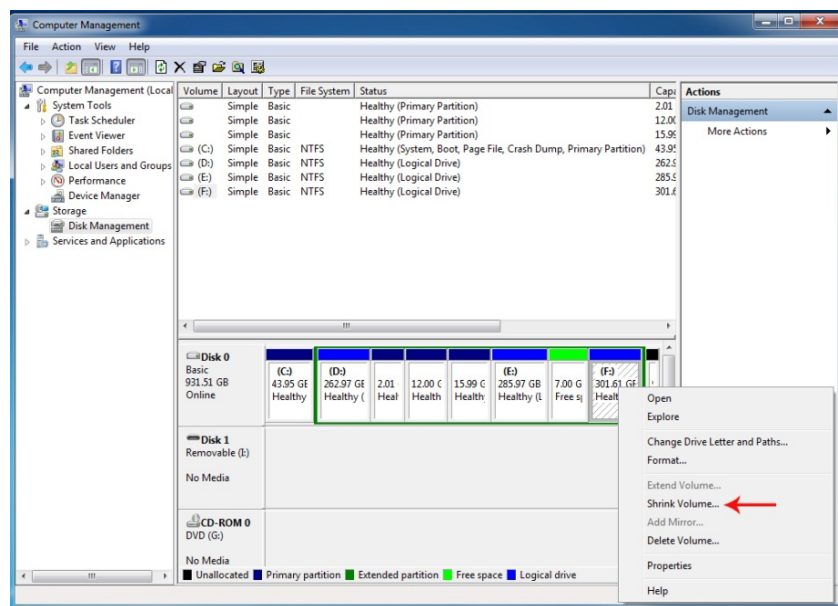 Computer Management
File Action View Help
Computer Management (Local
System Tools
Task Scheduler
Event Viewer
Shared Folders
Local Users and Groups
Performance
Device Manager
Storage
Disk Management
Services and Applications
Volume Layout Type File System Status Capa
Simple Basic Healthy (Primary Partition) 2.01
Simple Basic Healthy (Primary Partition) 12.00
Simple Basic Healthy (Primary Partition) 15.99
(C:) Simple Basic NTFS Healthy (System, Boot, Page File, Crash Dump, Primary Partition) 43.95
(D:) Simple Basic NTFS Healthy (Logical Drive) 262.9
(E:) Simple Basic NTFS Healthy (Logical Drive) 285.9
(F:) Simple Basic NTFS Healthy (Logical Drive) 301.6
Actions
Disk Management
More Actions
Disk 0
Basic
931.51 GB
Online
(C:)
43.95 GE
Healthy
(D:)
262.97 GE
Healthy (
2.01
Healt
12.00 G
Health
15.99 G
Healthy
(E:)
285.97 GB
Healthy (L
7.00 G
Free s
(F:)
301.61 GE
Healt
Disk 1
Removable (I:)
No Media
CD-ROM 0
DVD (G:)
No Media
Unallocated Primary partition Extended partition Free space Logical drive
Open
Explore
Change Drive Letter and Paths...
Format...
Extend Volume...
Shrink Volume...
Add Mirror...
Delete Volume...
Properties
Help